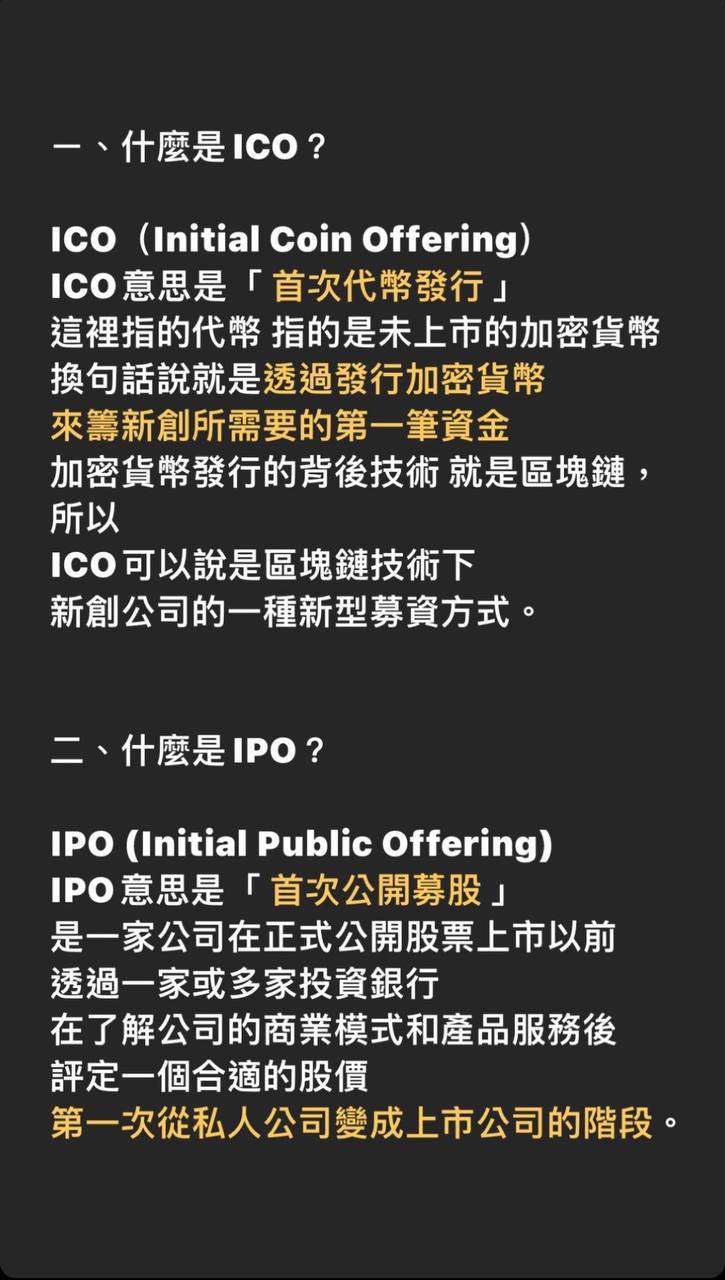 一、什麼是ICO？
ICO（Initial Coin Offering）
ICO意思是「首次代幣發行」
這裡指的代幣 指的是未上市的加密貨幣
換句話說就是透過發行加密貨幣
來籌新創所需要的第一筆資金
加密貨幣發行的背後技術 就是區塊鏈，
所以
ICO可以說是區塊鏈技術下
新創公司的一種新型募資方式。
二、什麼是IPO？
IPO (Initial Public Offering)
IPO意思是「首次公開募股」
是一家公司在正式公開股票上市以前
透過一家或多家投資銀行
在了解公司的商業模式和產品服務後
評定一個合適的股價
第一次從私人公司變成上市公司的階段。